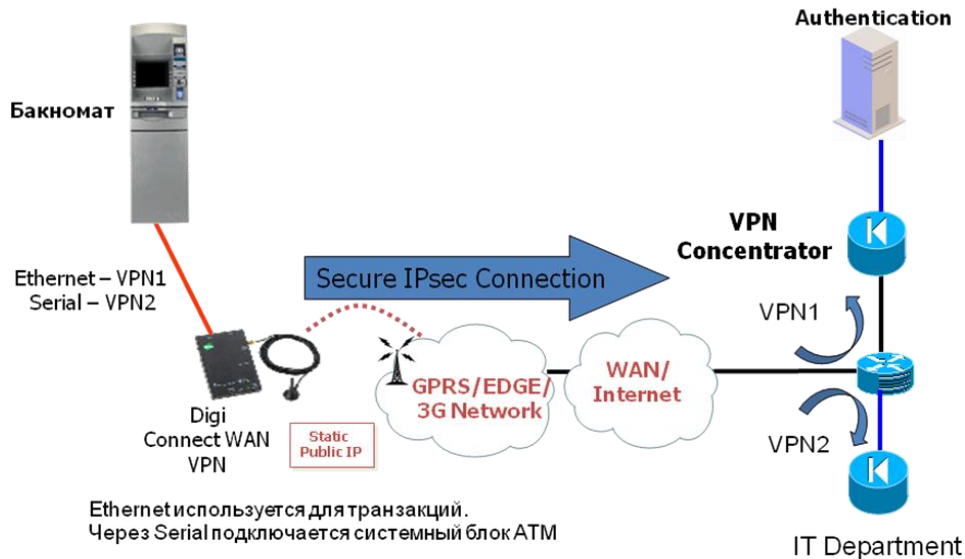 Authentication
Бакномат
VPN
Concentrator
Ethernet – VPN1
Serial – VPN2
Secure IPsec Connection
VPN1
GPRS/EDGE/
3G Network
WAN/
Internet
Digi
Connect WAN
VPN
Static
Public IP
VPN2
Ethernet используется для транзакций.
Через Serial подключается системный блок ATM
IT Department